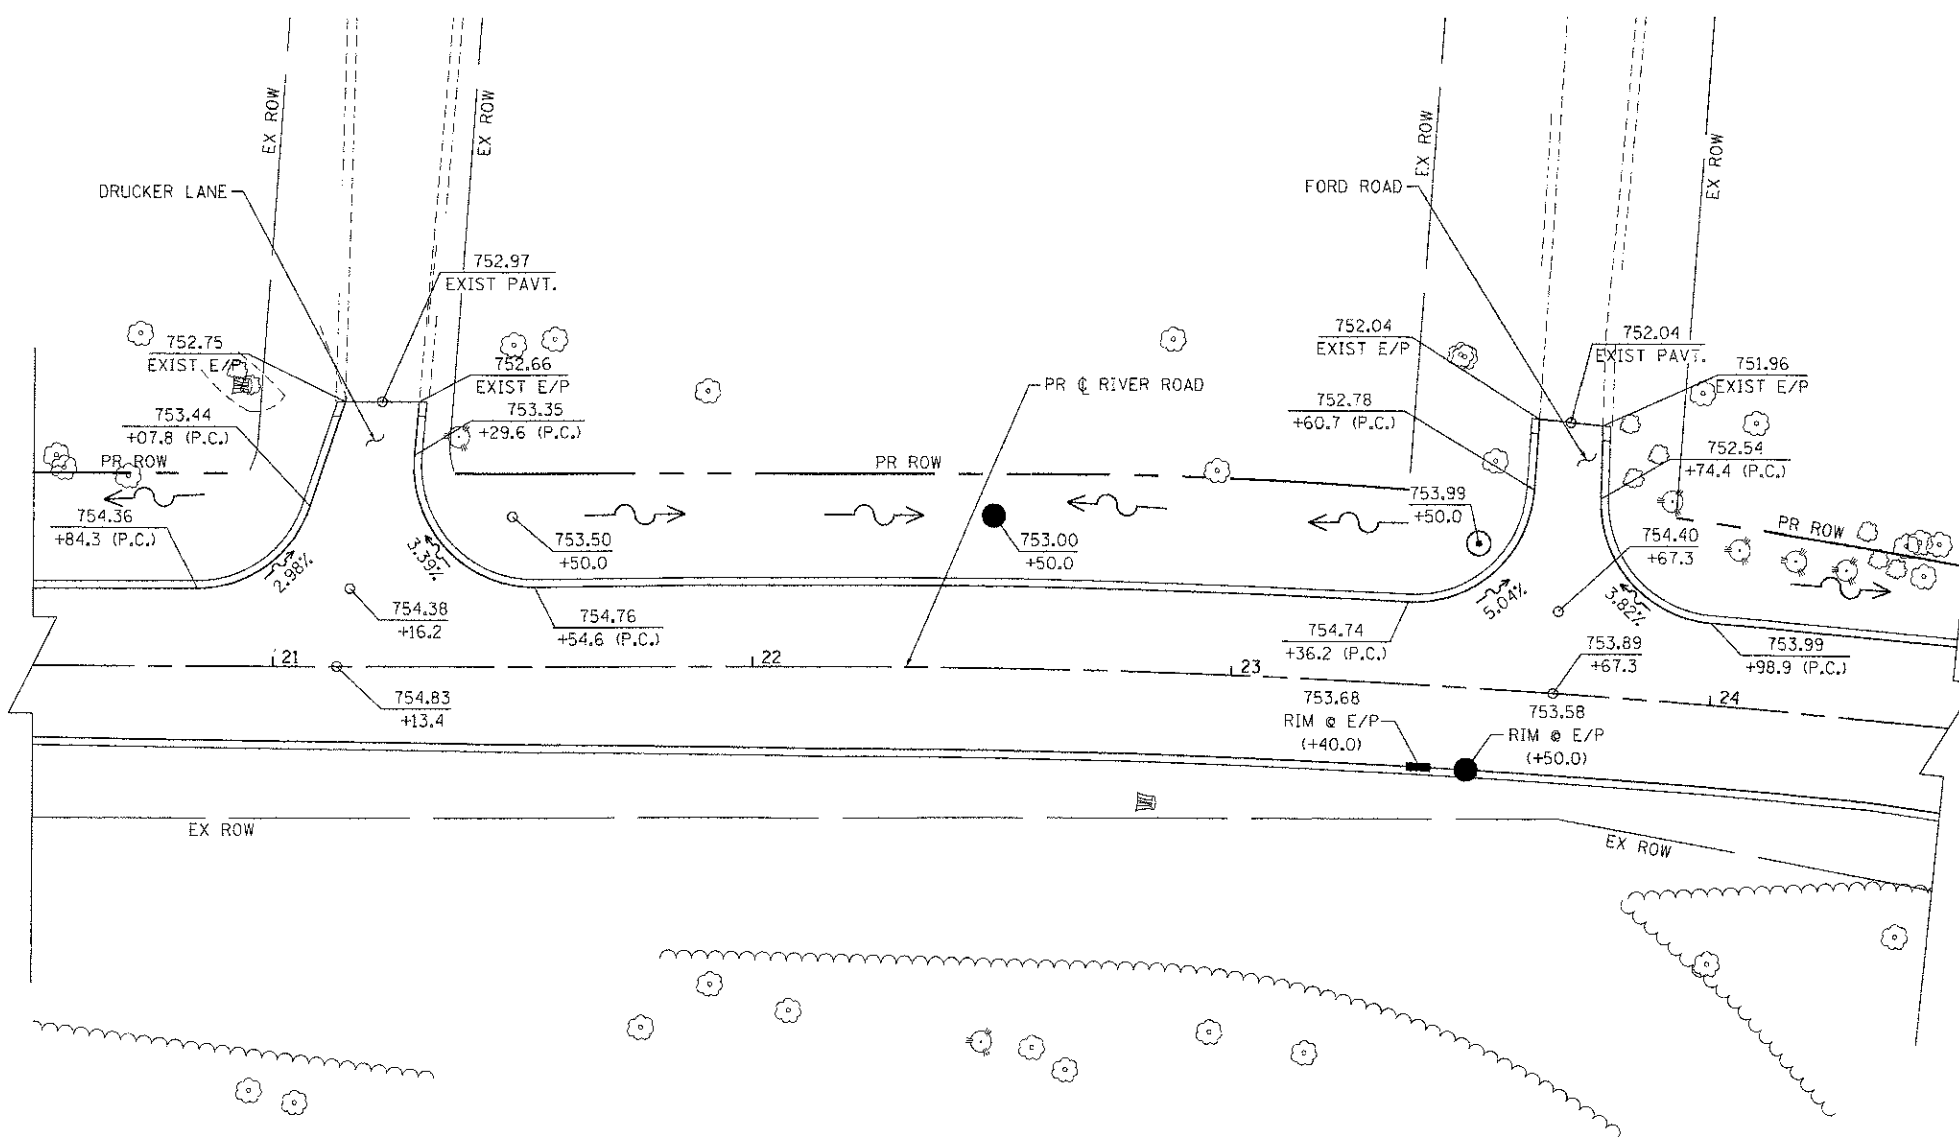 EX ROW
EX ROW
EX ROW
EX ROW
DRUCKER LANE
FORD ROAD
752.97
EXIST PAVT.
752.75
EXIST E/P
752.66
EXIST E/P
753.44
+07.8 (P.C.)
753.35
+29.6 (P.C.)
PR ℄ RIVER ROAD
752.04
EXIST E/P
752.04
EXIST PAVT.
751.96
EXIST E/P
752.78
+60.7 (P.C.)
752.54
+74.4 (P.C.)
PR ROW
PR ROW
PR ROW
754.36
+84.3 (P.C.)
2.98%
3.39%
753.50
+50.0
753.00
+50.0
753.99
+50.0
754.40
+67.3
754.38
+16.2
754.76
+54.6 (P.C.)
754.74
+36.2 (P.C.)
5.04%
3.82%
753.89
+67.3
753.99
+98.9 (P.C.)
21
22
23
24
754.83
+13.4
753.68
RIM @ E/P
(+40.0)
753.58
RIM @ E/P
(+50.0)
EX ROW
EX ROW